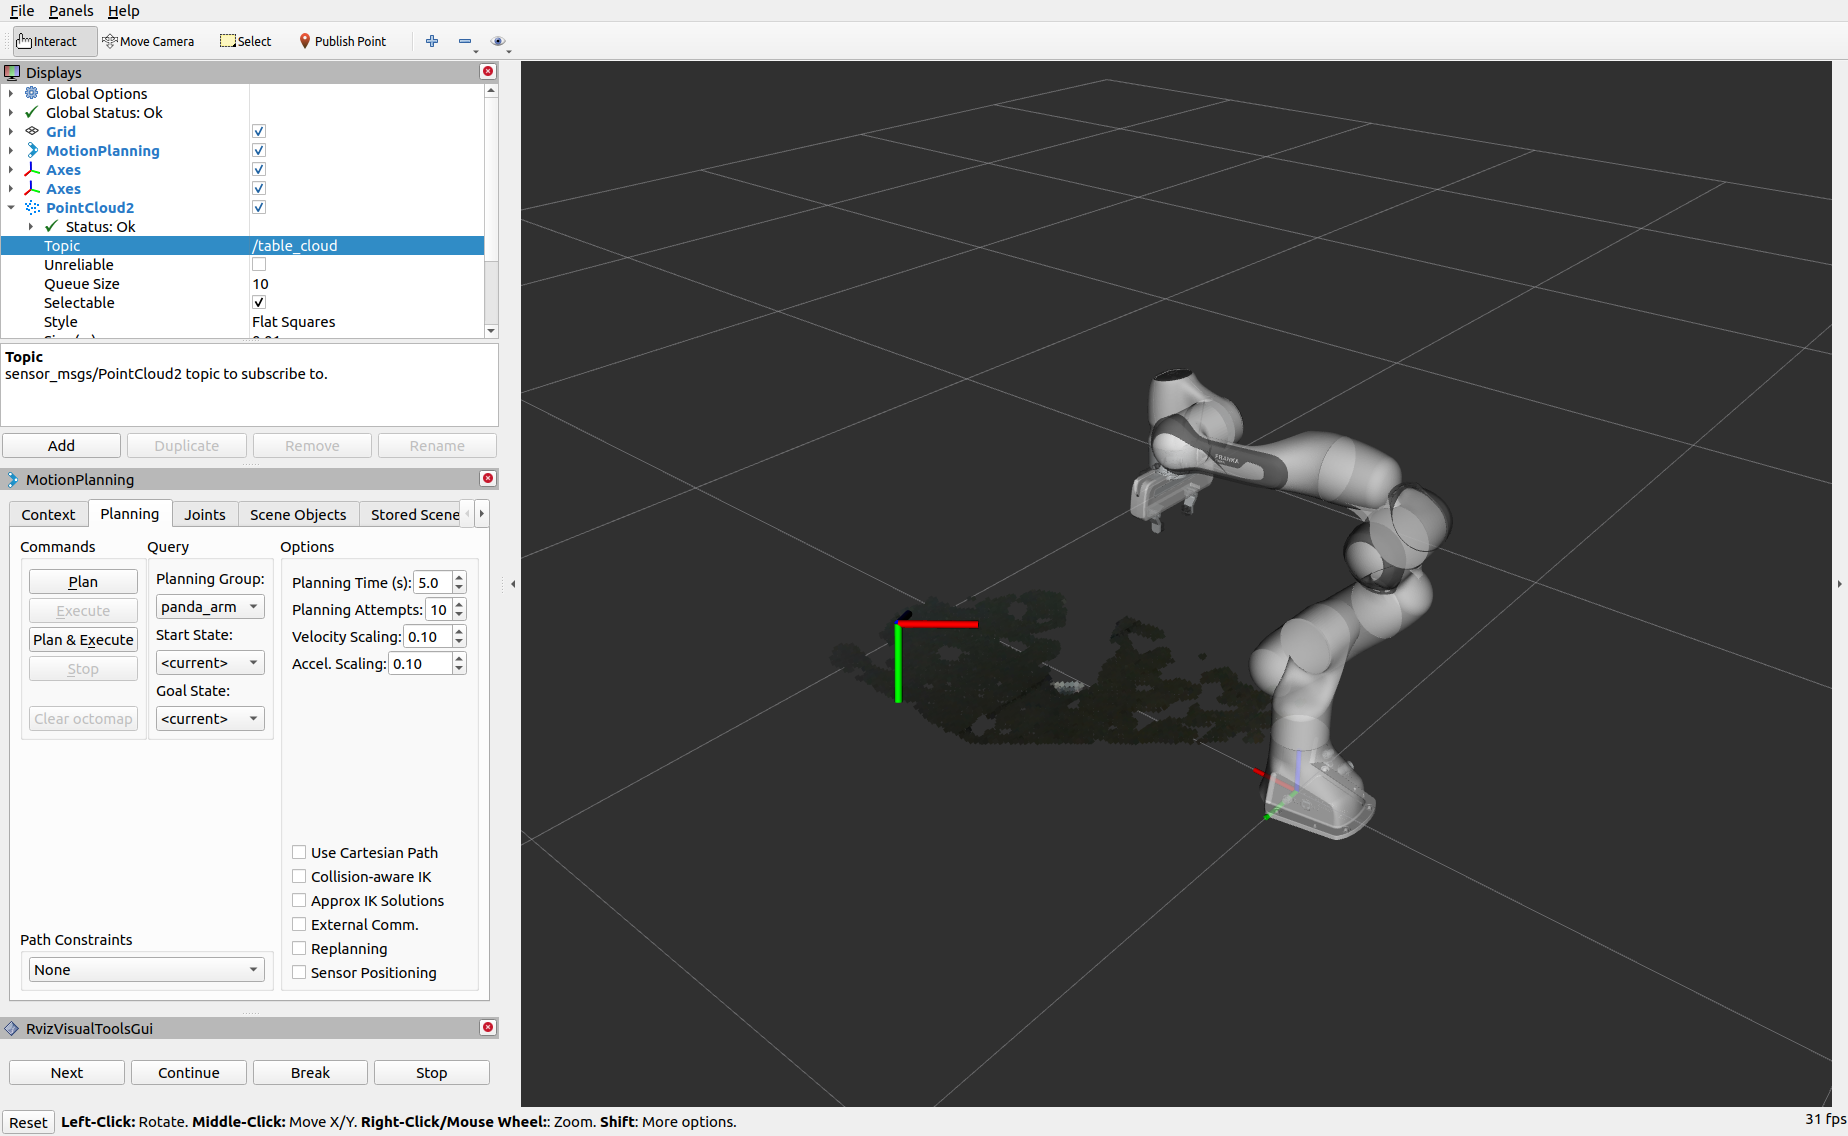 File Panels Help
Interact Move Camera Select Publish Point
Displays
Global Options
Global Status: Ok
Grid
MotionPlanning
Axes
Axes
PointCloud2
Status: Ok
Topic /table_cloud
Unreliable
Queue Size 10
Selectable
Style Flat Squares
Topic
sensor_msgs/PointCloud2 topic to subscribe to.
Add Duplicate Remove Rename
MotionPlanning
Context Planning Joints Scene Objects Stored Scene
Commands Query Options
Plan
Execute
Plan & Execute
Stop
Clear octomap
Planning Group:
panda_arm
Start State:
<current>
Goal State:
<current>
Planning Time (s): 5.0
Planning Attempts: 10
Velocity Scaling: 0.10
Accel. Scaling: 0.10
Use Cartesian Path
Collision-aware IK
Approx IK Solutions
External Comm.
Replanning
Sensor Positioning
Path Constraints
None
RvizVisualToolsGui
Next Continue Break Stop
Reset Left-Click: Rotate. Middle-Click: Move X/Y. Right-Click/Mouse Wheel:: Zoom. Shift: More options.
31 fps
FRANKA